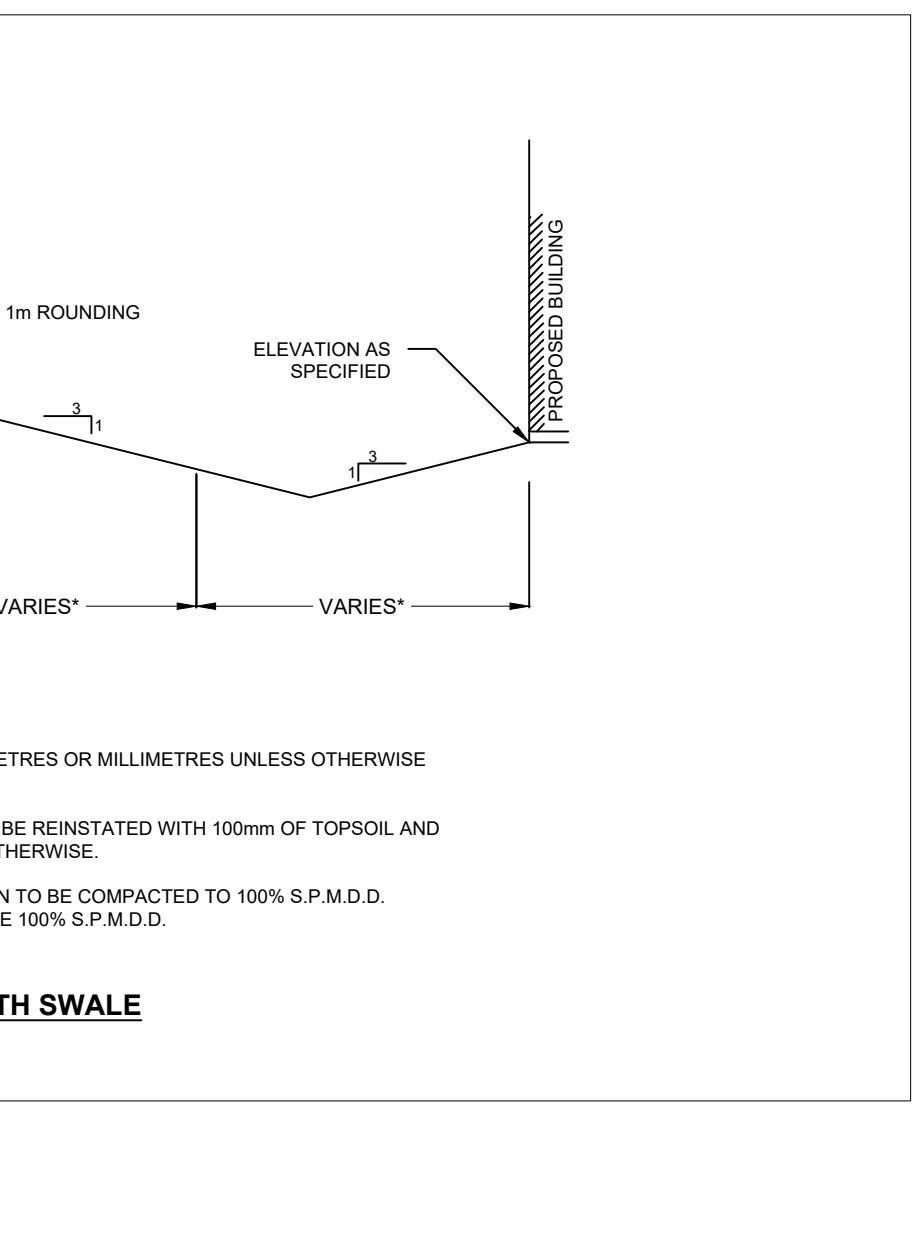 PROPOSED BUILDING
1m ROUNDING
ELEVATION AS
SPECIFIED
3
1
3
1
VARIES*
VARIES*
ETRES OR MILLIMETRES UNLESS OTHERWISE
BE REINSTATED WITH 100mm OF TOPSOIL AND
THERWISE.
N TO BE COMPACTED TO 100% S.P.M.D.D.
E 100% S.P.M.D.D.
TH SWALE